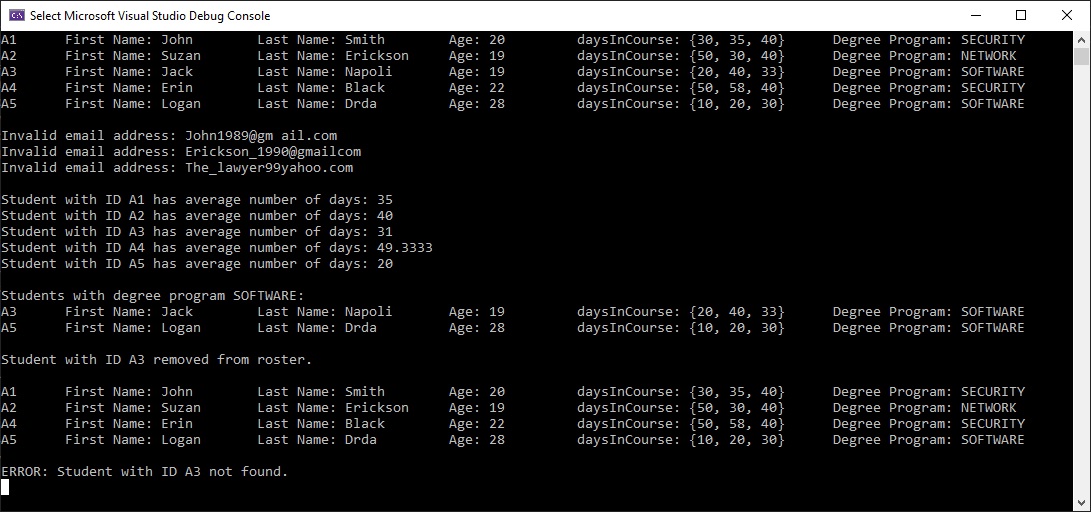 Select Microsoft Visual Studio Debug Console
A1 First Name: John Last Name: Smith Age: 20 daysInCourse: {30, 35, 40} Degree Program: SECURITY
A2 First Name: Suzan Last Name: Erickson Age: 19 daysInCourse: {50, 30, 40} Degree Program: NETWORK
A3 First Name: Jack Last Name: Napoli Age: 19 daysInCourse: {20, 40, 33} Degree Program: SOFTWARE
A4 First Name: Erin Last Name: Black Age: 22 daysInCourse: {50, 58, 40} Degree Program: SECURITY
A5 First Name: Logan Last Name: Drda Age: 28 daysInCourse: {10, 20, 30} Degree Program: SOFTWARE
Invalid email address: John1989@gm ail.com
Invalid email address: Erickson_1990@gmailcom
Invalid email address: The_lawyer99yahoo.com
Student with ID A1 has average number of days: 35
Student with ID A2 has average number of days: 40
Student with ID A3 has average number of days: 31
Student with ID A4 has average number of days: 49.3333
Student with ID A5 has average number of days: 20
Students with degree program SOFTWARE:
A3 First Name: Jack Last Name: Napoli Age: 19 daysInCourse: {20, 40, 33} Degree Program: SOFTWARE
A5 First Name: Logan Last Name: Drda Age: 28 daysInCourse: {10, 20, 30} Degree Program: SOFTWARE
Student with ID A3 removed from roster.
A1 First Name: John Last Name: Smith Age: 20 daysInCourse: {30, 35, 40} Degree Program: SECURITY
A2 First Name: Suzan Last Name: Erickson Age: 19 daysInCourse: {50, 30, 40} Degree Program: NETWORK
A4 First Name: Erin Last Name: Black Age: 22 daysInCourse: {50, 58, 40} Degree Program: SECURITY
A5 First Name: Logan Last Name: Drda Age: 28 daysInCourse: {10, 20, 30} Degree Program: SOFTWARE
ERROR: Student with ID A3 not found.